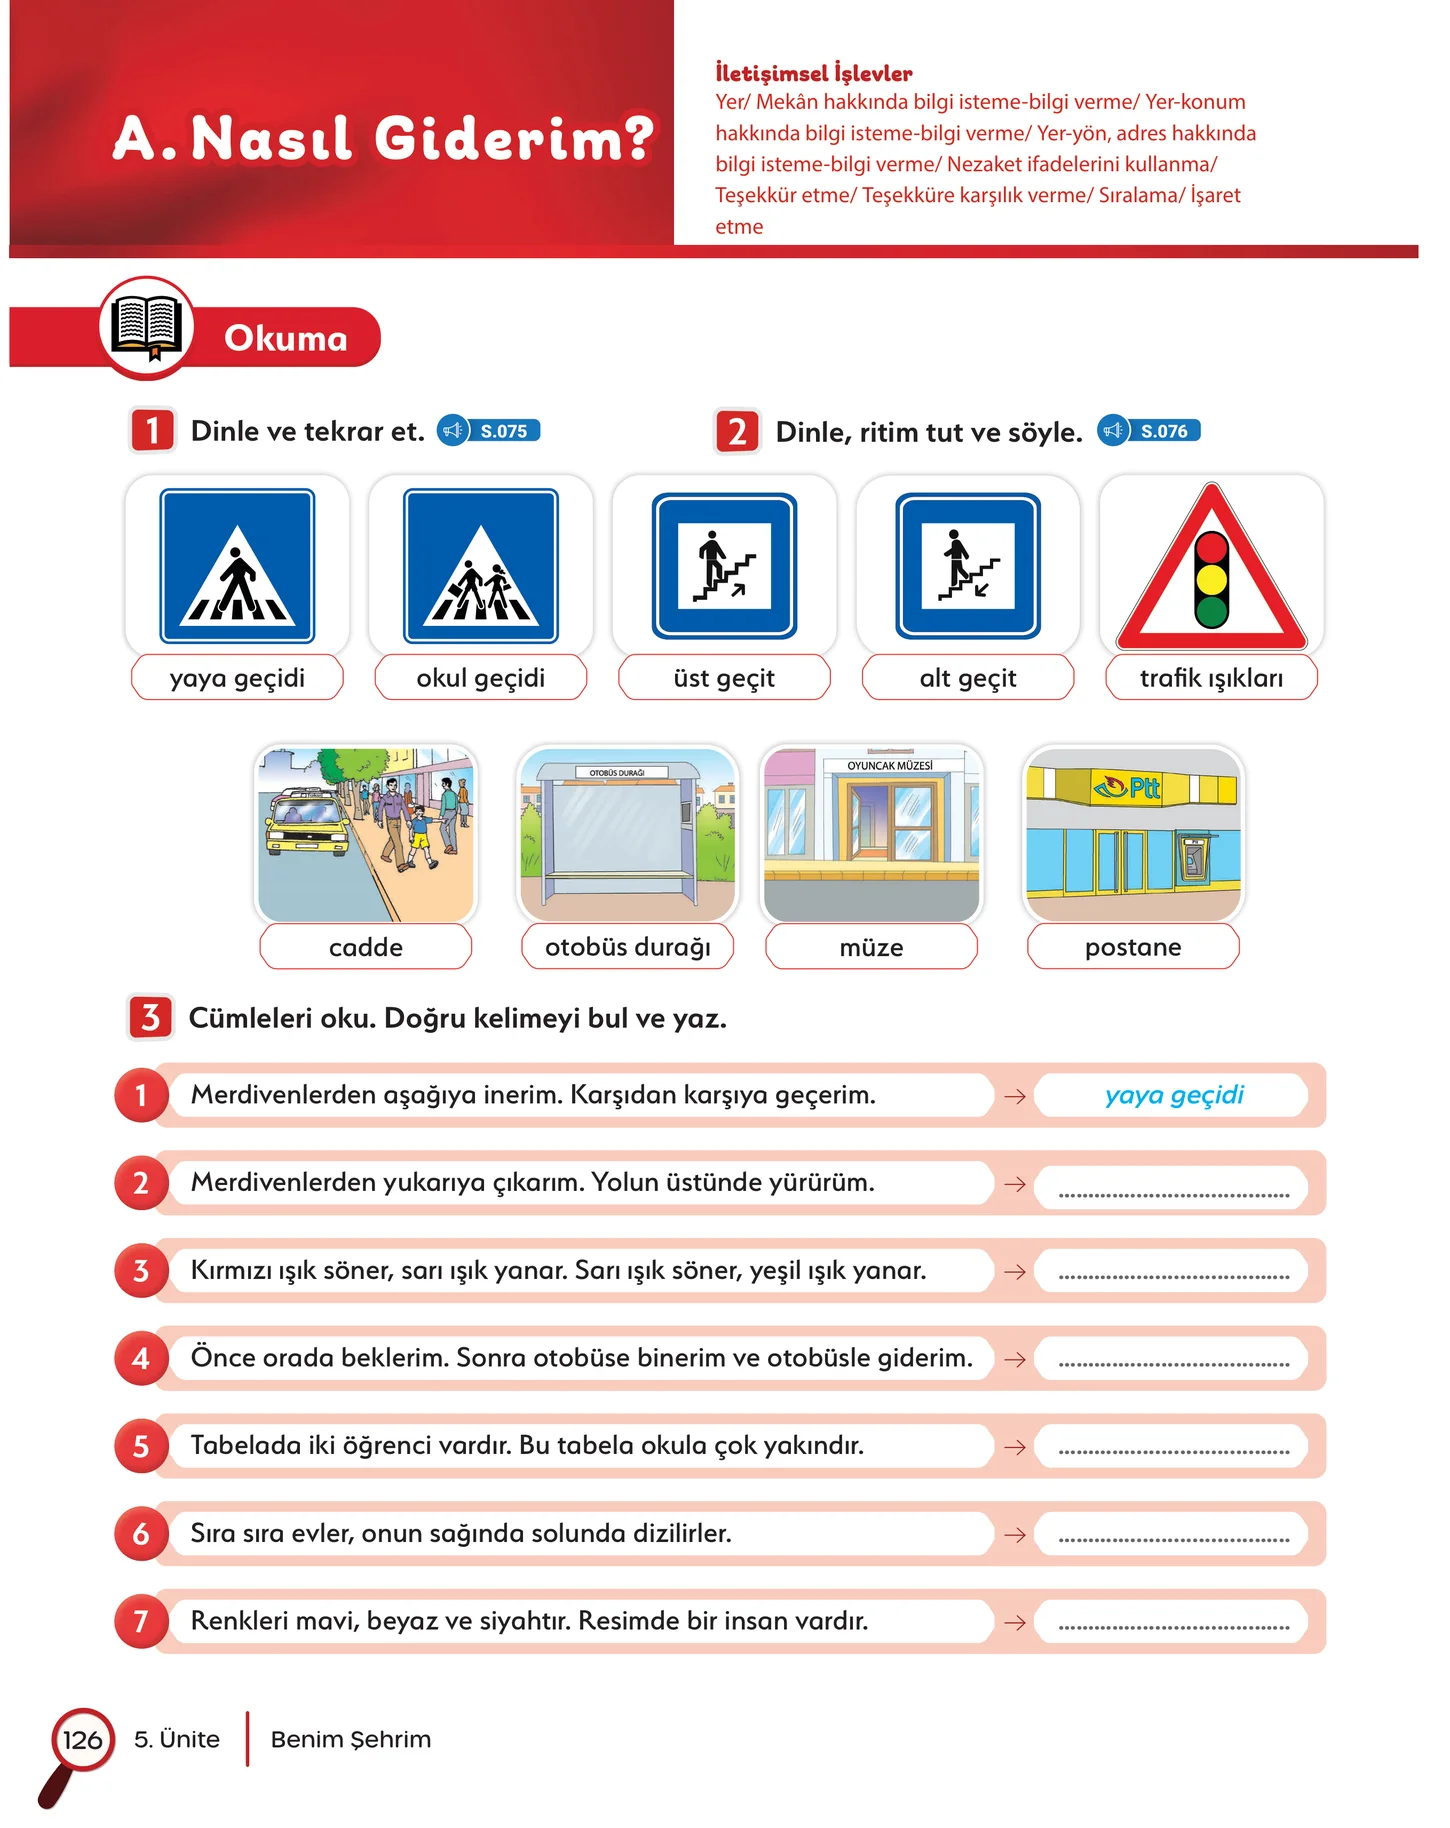 A. Nasıl Giderim?
İletişimsel İşlevler
Yer/ Mekân hakkında bilgi isteme-bilgi verme/ Yer-konum
hakkında bilgi isteme-bilgi verme/ Yer-yön, adres hakkında
bilgi isteme-bilgi verme/ Nezaket ifadelerini kullanma/
Teşekkür etme/ Teşekküre karşılık verme/ Sıralama/ İşaret
etme
Okuma
1 Dinle ve tekrar et. S.075
2 Dinle, ritim tut ve söyle. S.076
yaya geçidi
okul geçidi
üst geçit
alt geçit
trafik ışıkları
OTOBÜS DURAĞI
OYUNCAK MÜZESİ
Ptt
cadde
otobüs durağı
müze
postane
3 Cümleleri oku. Doğru kelimeyi bul ve yaz.
1 Merdivenlerden aşağıya inerim. Karşıdan karşıya geçerim. → yaya geçidi
2 Merdivenlerden yukarıya çıkarım. Yolun üstünde yürürüm. → ......................................
3 Kırmızı ışık söner, sarı ışık yanar. Sarı ışık söner, yeşil ışık yanar. → ......................................
4 Önce orada beklerim. Sonra otobüse binerim ve otobüsle giderim. → ......................................
5 Tabelada iki öğrenci vardır. Bu tabela okula çok yakındır. → ......................................
6 Sıra sıra evler, onun sağında solunda dizilirler. → ......................................
7 Renkleri mavi, beyaz ve siyahtır. Resimde bir insan vardır. → ......................................
126 5. Ünite | Benim Şehrim